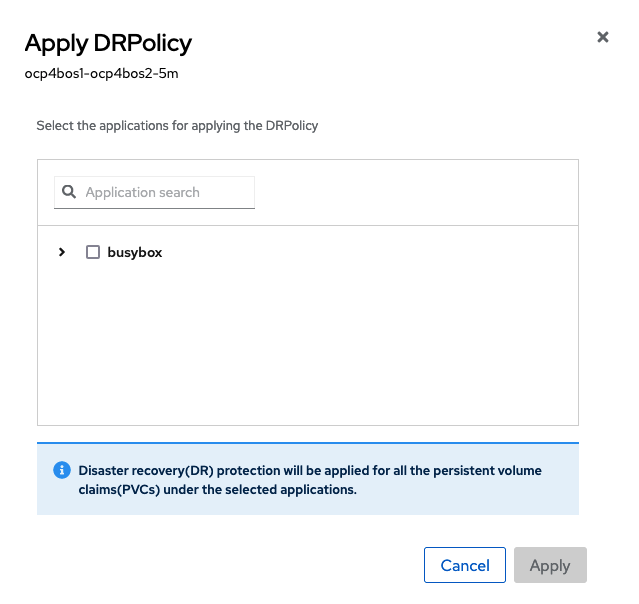 Apply DRPolicy
ocp4bos1-ocp4bos2-5m
Select the applications for applying the DRPolicy
Application search
busybox
Disaster recovery(DR) protection will be applied for all the persistent volume
claims(PVCs) under the selected applications.
Cancel Apply